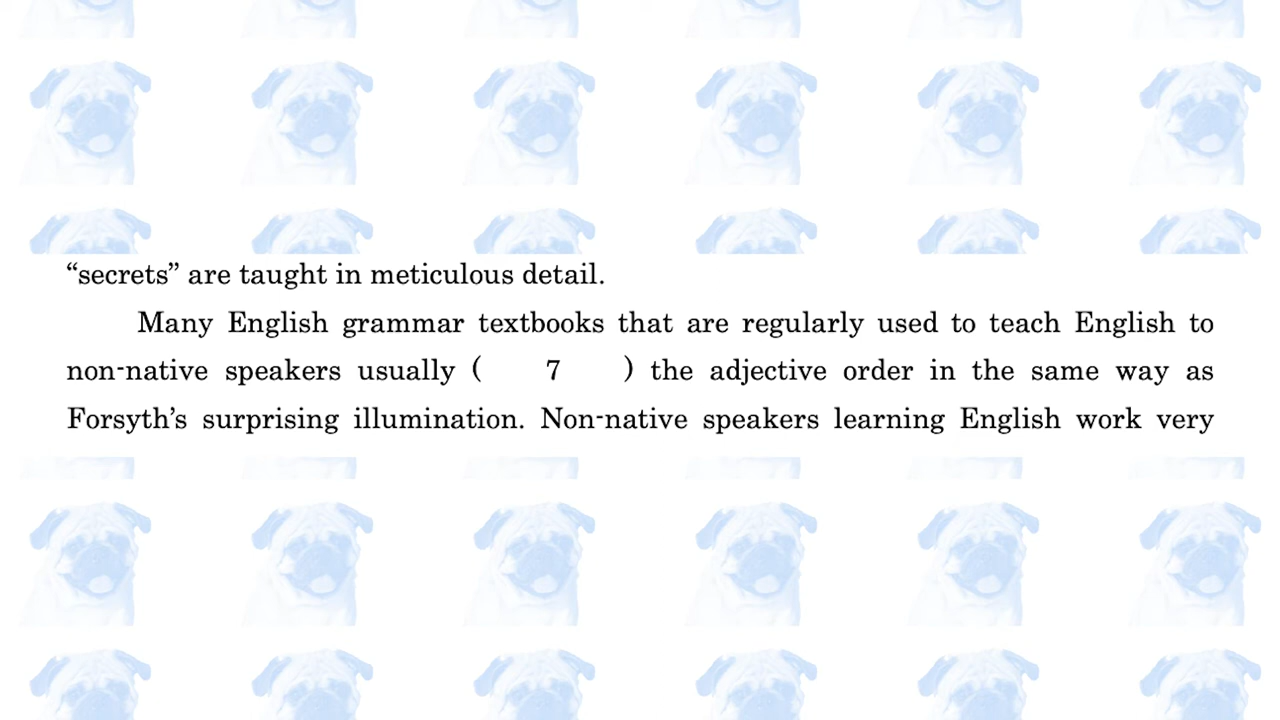 “secrets” are taught in meticulous detail.
Many English grammar textbooks that are regularly used to teach English to
non-native speakers usually ( 7 ) the adjective order in the same way as
Forsyth’s surprising illumination. Non-native speakers learning English work very